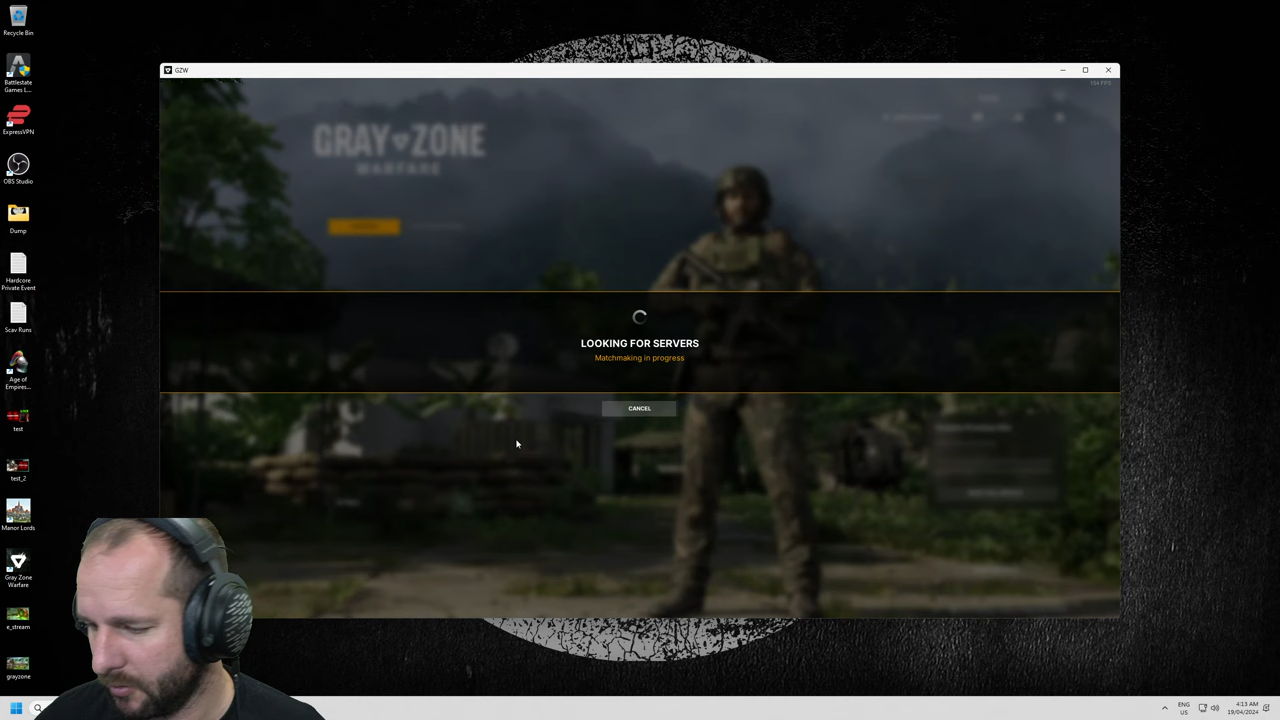 Recycle Bin
Battlestate
Games L...
ExpressVPN
OBS Studio
Dump
Hardcore
Private Event
Scav Runs
Age of
Empires...
test
test_2
Manor Lords
Gray Zone
Warfare
e_stream
grayzone
GZW
GRAY ZONE
WARFARE
LOOKING FOR SERVERS
Matchmaking in progress
CANCEL
ENG
US
4:13 AM
19/04/2024